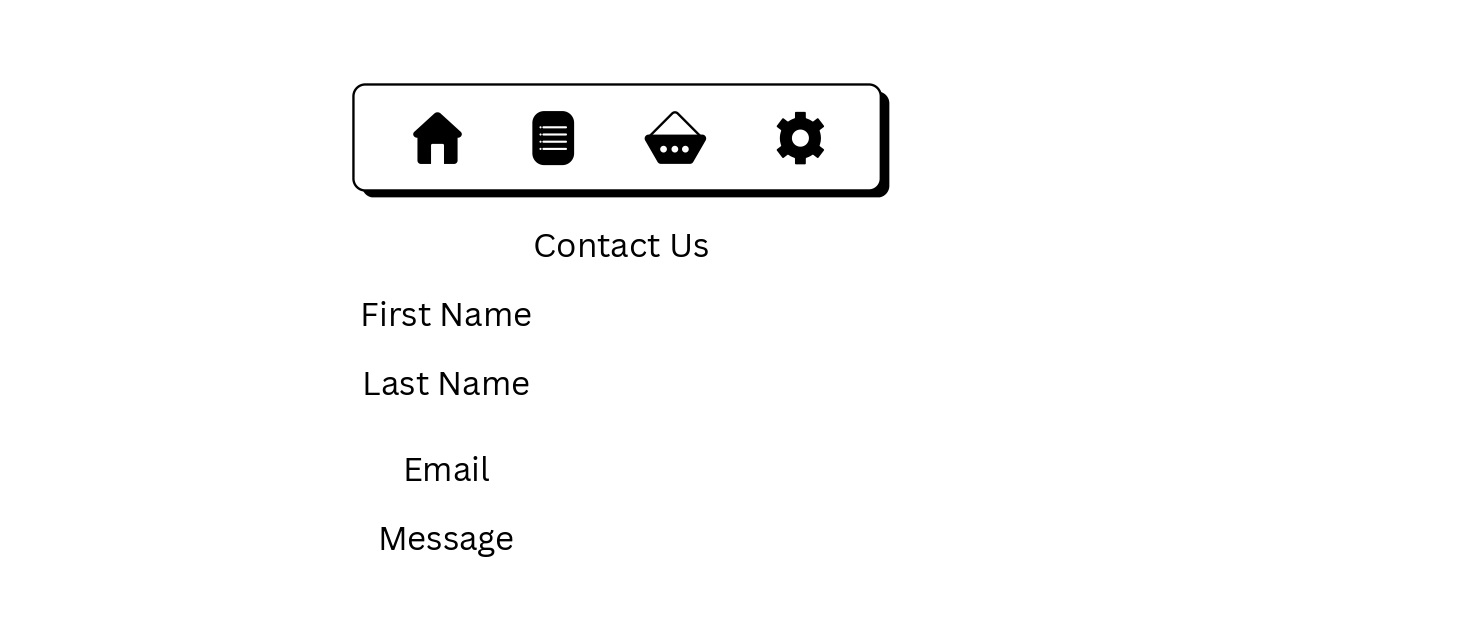 Contact Us
First Name
Last Name
Email
Message